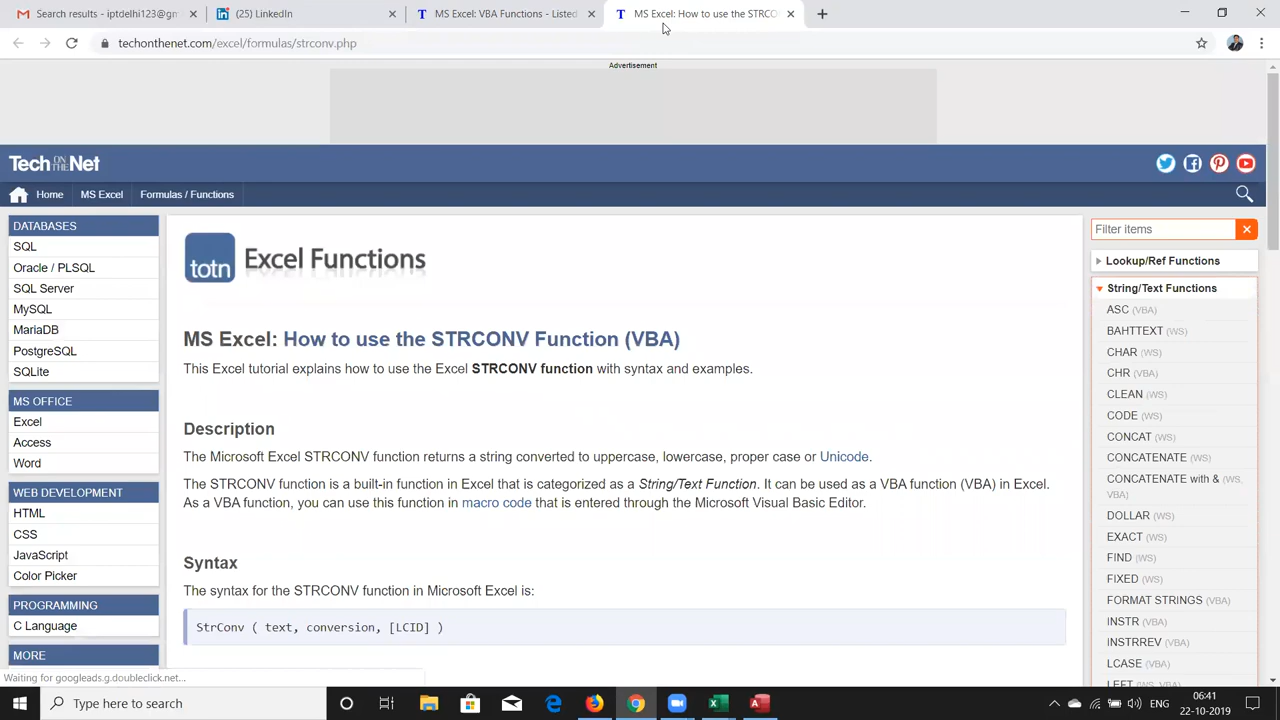 Search results - iptdelhi123@gm
(25) LinkedIn
MS Excel: VBA Functions - Listed
MS Excel: How to use the STRCO
techonthenet.com/excel/formulas/strconv.php
Advertisement
Tech ON THE Net
Home
MS Excel
Formulas / Functions
DATABASES
SQL
Oracle / PLSQL
SQL Server
MySQL
MariaDB
PostgreSQL
SQLite
MS OFFICE
Excel
Access
Word
WEB DEVELOPMENT
HTML
CSS
JavaScript
Color Picker
PROGRAMMING
C Language
MORE
totn Excel Functions
MS Excel: How to use the STRCONV Function (VBA)
This Excel tutorial explains how to use the Excel STRCONV function with syntax and examples.
Description
The Microsoft Excel STRCONV function returns a string converted to uppercase, lowercase, proper case or Unicode.
The STRCONV function is a built-in function in Excel that is categorized as a String/Text Function. It can be used as a VBA function (VBA) in Excel.
As a VBA function, you can use this function in macro code that is entered through the Microsoft Visual Basic Editor.
Syntax
The syntax for the STRCONV function in Microsoft Excel is:
StrConv ( text, conversion, [LCID] )
Filter items
Lookup/Ref Functions
String/Text Functions
ASC (VBA)
BAHTTEXT (WS)
CHAR (WS)
CHR (VBA)
CLEAN (WS)
CODE (WS)
CONCAT (WS)
CONCATENATE (WS)
CONCATENATE with & (WS,
VBA)
DOLLAR (WS)
EXACT (WS)
FIND (WS)
FIXED (WS)
FORMAT STRINGS (VBA)
INSTR (VBA)
INSTRREV (VBA)
LCASE (VBA)
LEFT (WS, VBA)
Waiting for googleads.g.doubleclick.net...
Type here to search
ENG
06:41
22-10-2019